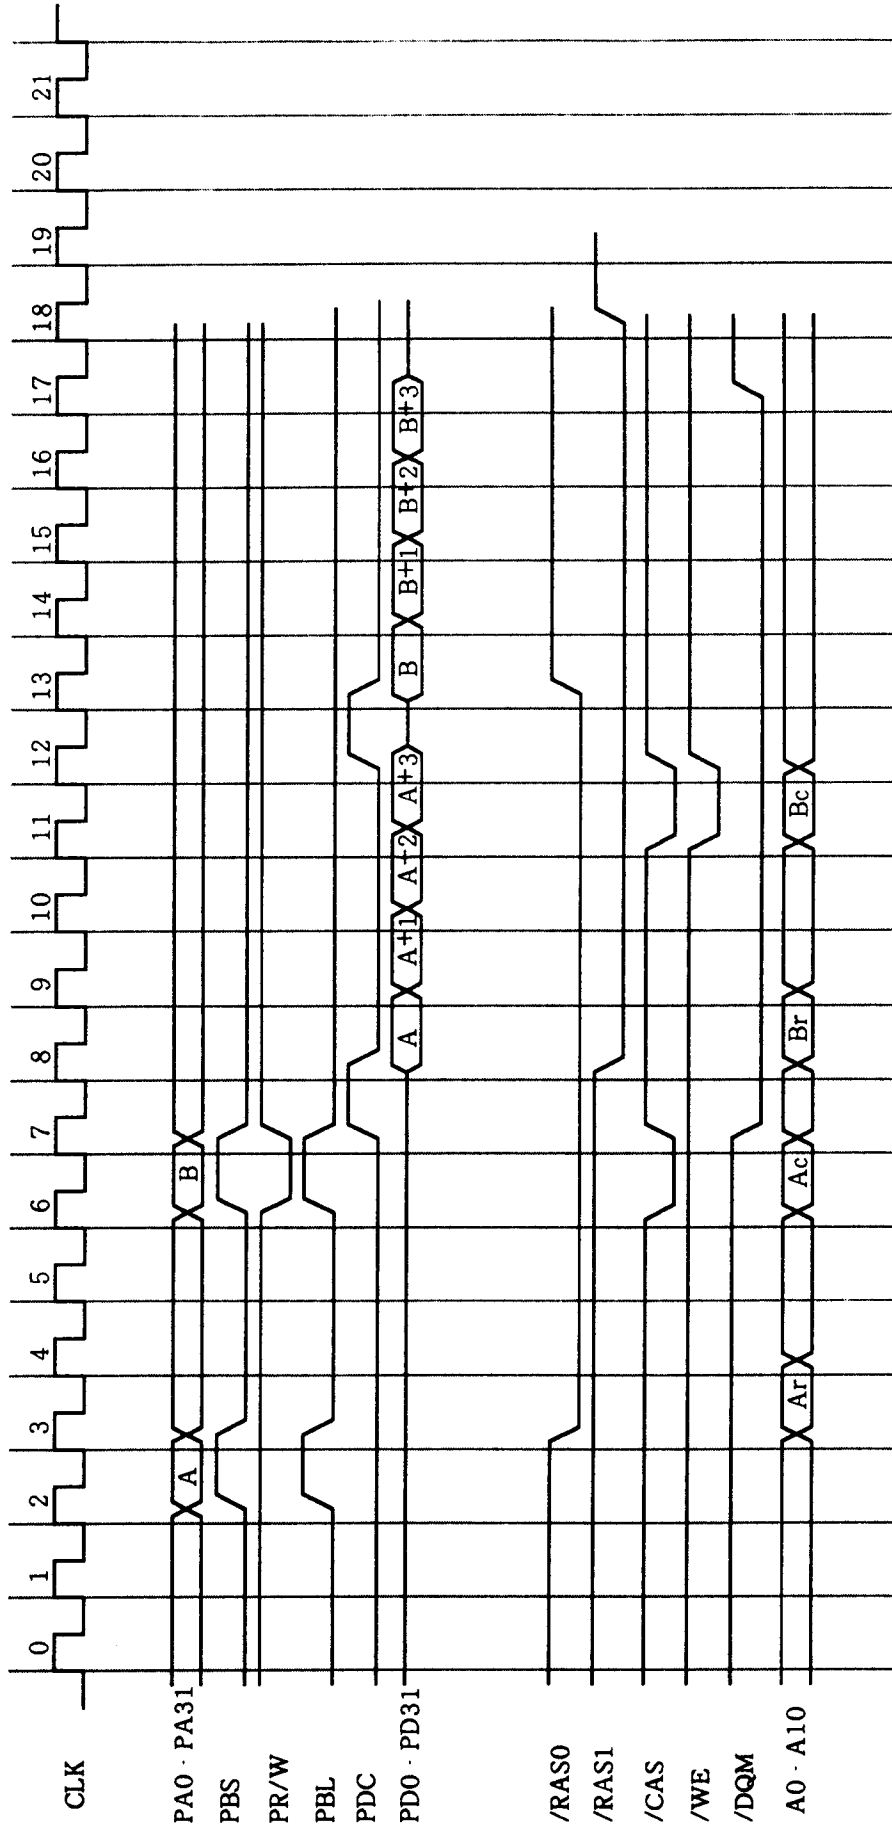 CLK 0 1 2 3 4 5 6 7 8 9 10 11 12 13 14 15 16 17 18 19 20 21
PA0 · PA31 A B
PBS
PR/W
PBL
PDC
PD0 · PD31 A A+1 A+2 A+3 B B+1 B+2 B+3
/RAS0
/RAS1
/CAS
/WE
/DQM
A0 · A10 Ar Ac Br Bc